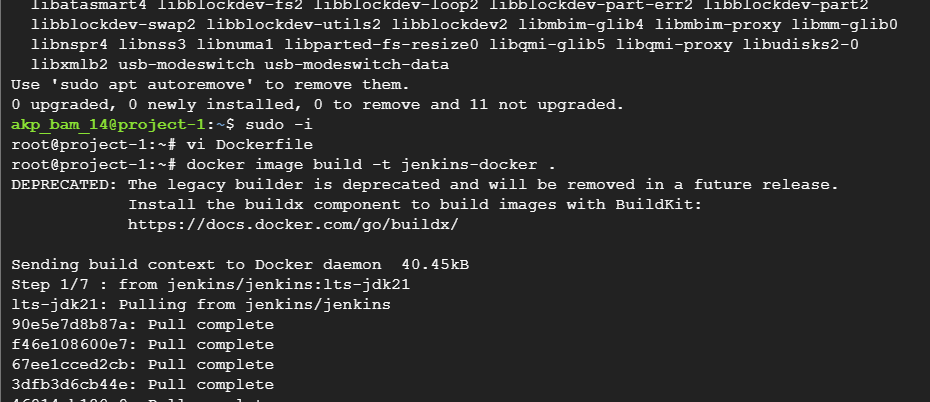 libatasmart4 libblockdev-fs2 libblockdev-loop2 libblockdev-part-err2 libblockdev-part2
libblockdev-swap2 libblockdev-utils2 libblockdev2 libmbim-glib4 libmbim-proxy libmm-glib0
libnspr4 libnss3 libnuma1 libparted-fs-resize0 libqmi-glib5 libqmi-proxy libudisks2-0
libxmlb2 usb-modeswitch usb-modeswitch-data
Use 'sudo apt autoremove' to remove them.
0 upgraded, 0 newly installed, 0 to remove and 11 not upgraded.
akp_bam_14@project-1:~$ sudo -i
root@project-1:~# vi Dockerfile
root@project-1:~# docker image build -t jenkins-docker .
DEPRECATED: The legacy builder is deprecated and will be removed in a future release.
Install the buildx component to build images with BuildKit:
https://docs.docker.com/go/buildx/
Sending build context to Docker daemon  40.45kB
Step 1/7 : from jenkins/jenkins:lts-jdk21
lts-jdk21: Pulling from jenkins/jenkins
90e5e7d8b87a: Pull complete
f46e108600e7: Pull complete
67ee1cced2cb: Pull complete
3dfb3d6cb44e: Pull complete
Pull complete